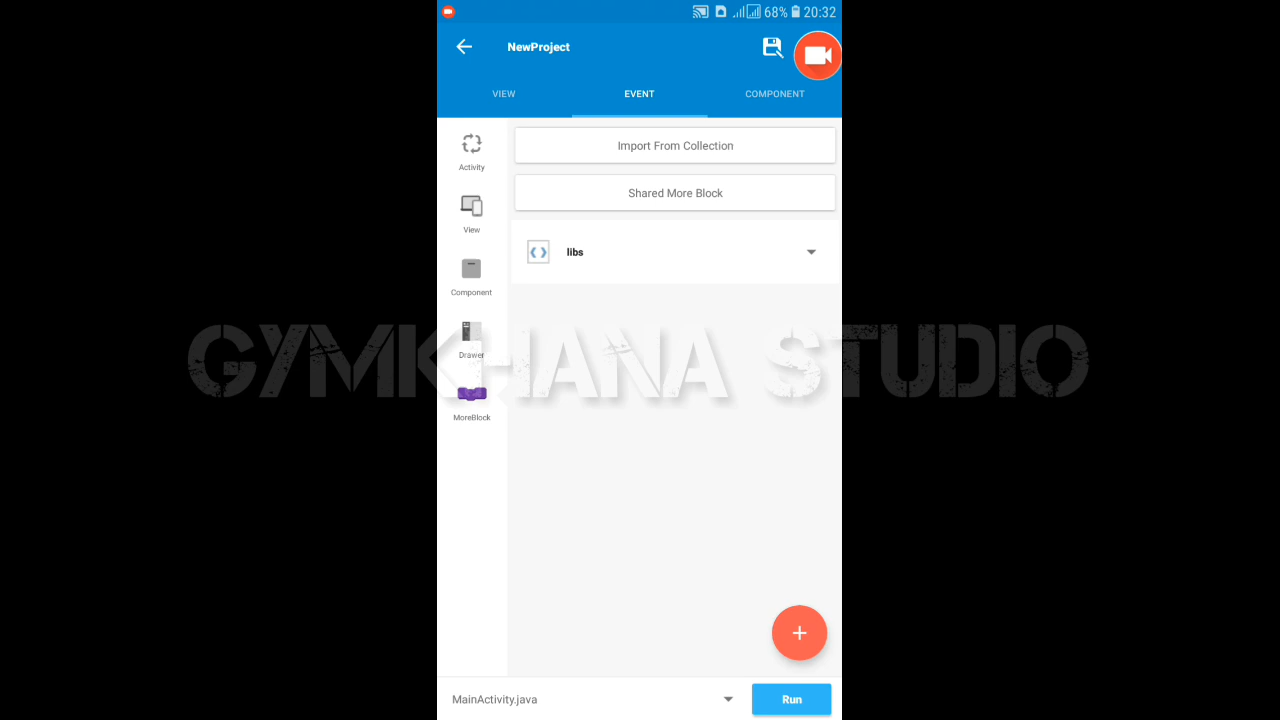 68% 20:32
NewProject
VIEW EVENT COMPONENT
Activity
Import From Collection
Shared More Block
View
libs
Component
Drawer
GYMKHANA STUDIO
MoreBlock
MainActivity.java
Run